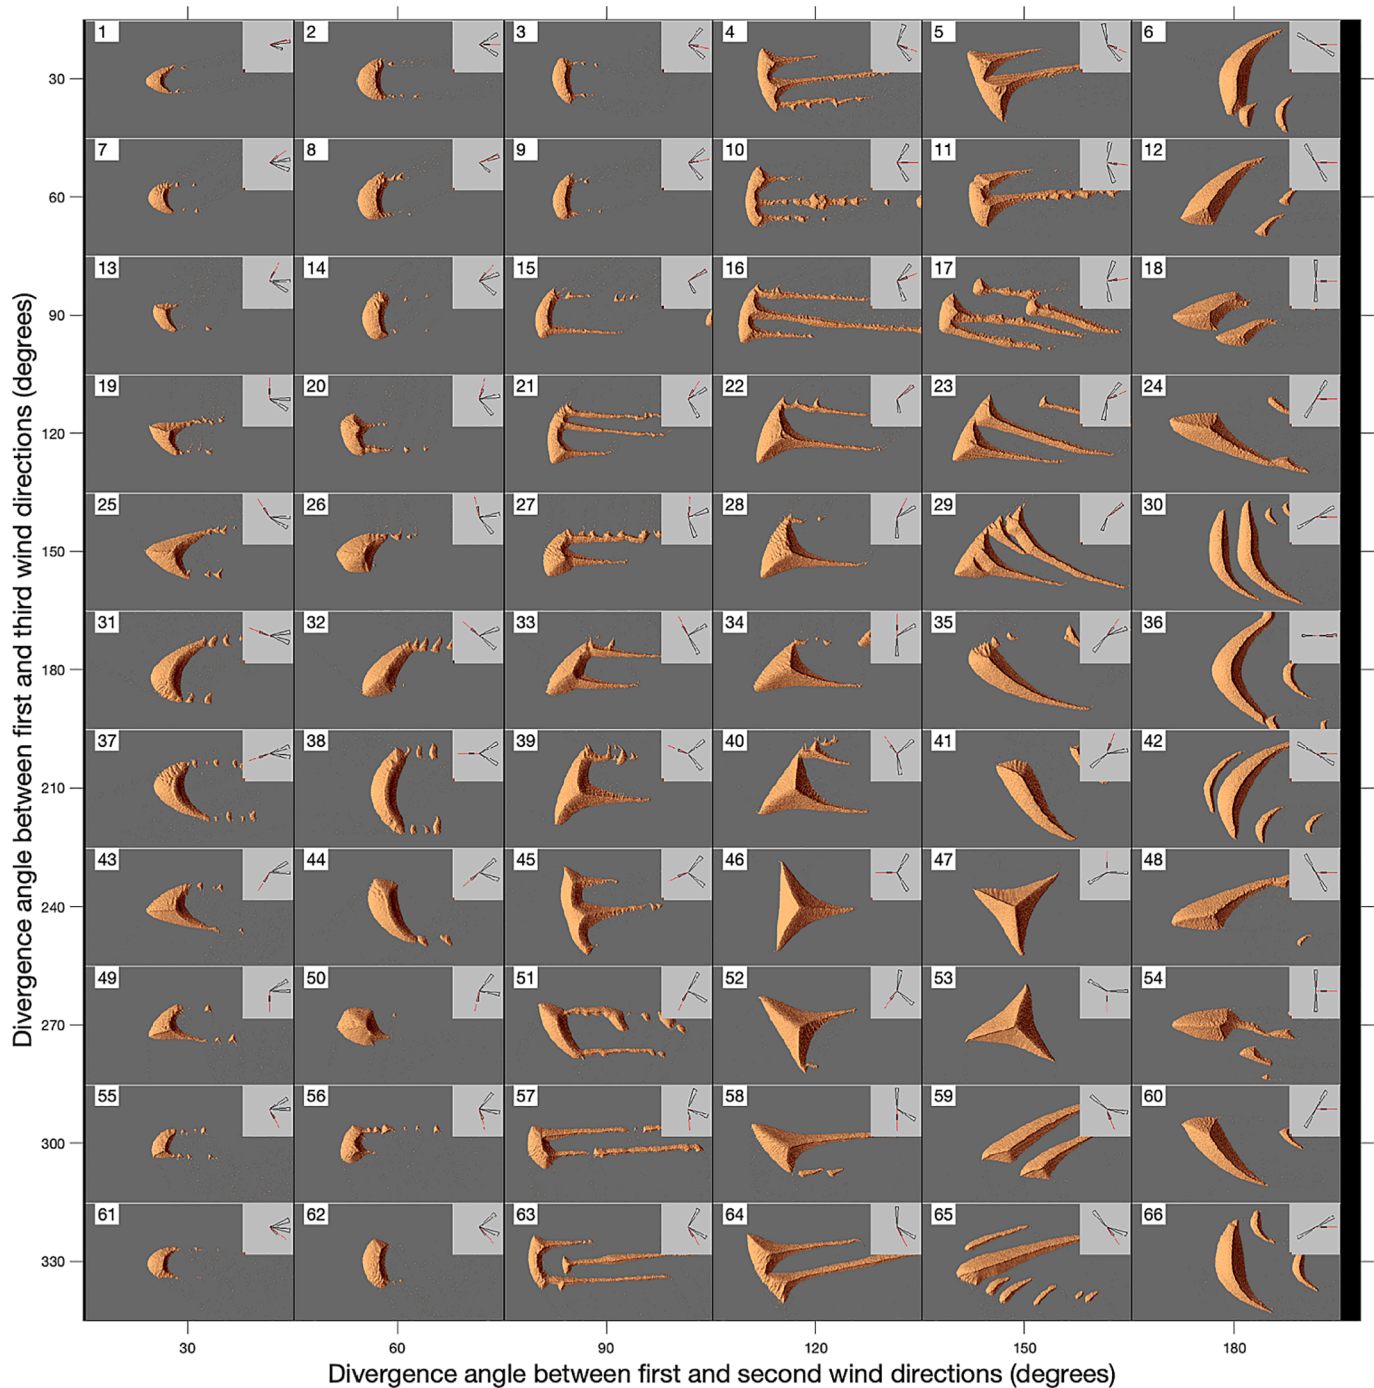 1 2 3 4 5 6
30
7 8 9 10 11 12
60
13 14 15 16 17 18
90
19 20 21 22 23 24
120
25 26 27 28 29 30
150
31 32 33 34 35 36
180
37 38 39 40 41 42
210
43 44 45 46 47 48
240
49 50 51 52 53 54
270
55 56 57 58 59 60
300
61 62 63 64 65 66
330
Divergence angle between first and third wind directions (degrees)
30 60 90 120 150 180
Divergence angle between first and second wind directions (degrees)